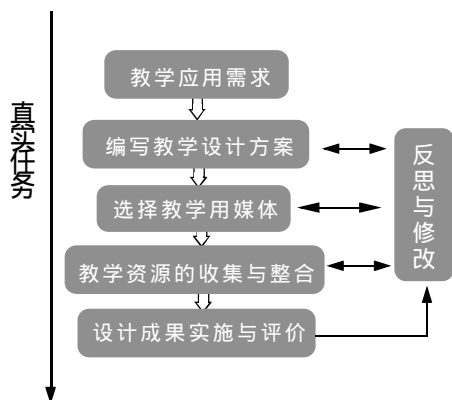 真实任务
教学应用需求
编写教学设计方案
选择教学用媒体
教学资源的收集与整合
设计成果实施与评价
反思与修改